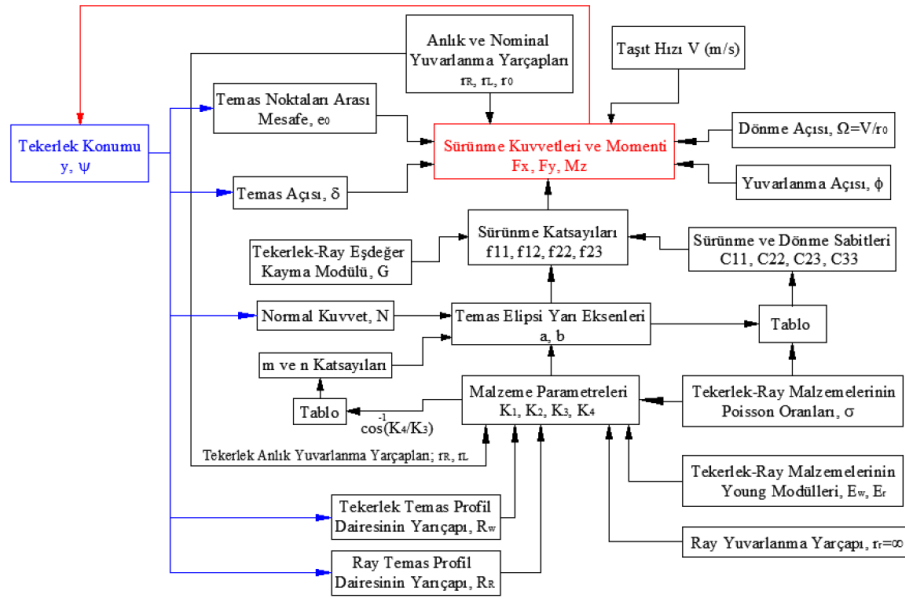 Anlık ve Nominal
Yuvarlanma Yarçapları
rR, rL, r0
Taşıt Hızı V (m/s)
Temas Noktaları Arası
Mesafe, e0
Dönme Açısı, Ω=V/r0
Tekerlek Konumu
y, ψ
Sürünme Kuvvetleri ve Momenti
Fx, Fy, Mz
Temas Açısı, δ
Yuvarlanma Açısı, ϕ
Sürünme Katsayıları
f11, f12, f22, f23
Tekerlek-Ray Eşdeğer
Kayma Modülü, G
Sürünme ve Dönme Sabitleri
C11, C22, C23, C33
Normal Kuvvet, N
Temas Elipsi Yarı Eksenleri
a, b
Tablo
m ve n Katsayıları
Malzeme Parametreleri
K1, K2, K3, K4
Tekerlek-Ray Malzemelerinin
Poisson Oranları, σ
Tablo
cos-1(K4/K3)
Tekerlek Anlık Yuvarlanma Yarçapları; rR, rL
Tekerlek-Ray Malzemelerinin
Young Modülleri, Ew, Er
Tekerlek Temas Profil
Dairesinin Yarıçapı, Rw
Ray Yuvarlanma Yarçapı, rr=∞
Ray Temas Profil
Dairesinin Yarıçapı, RR